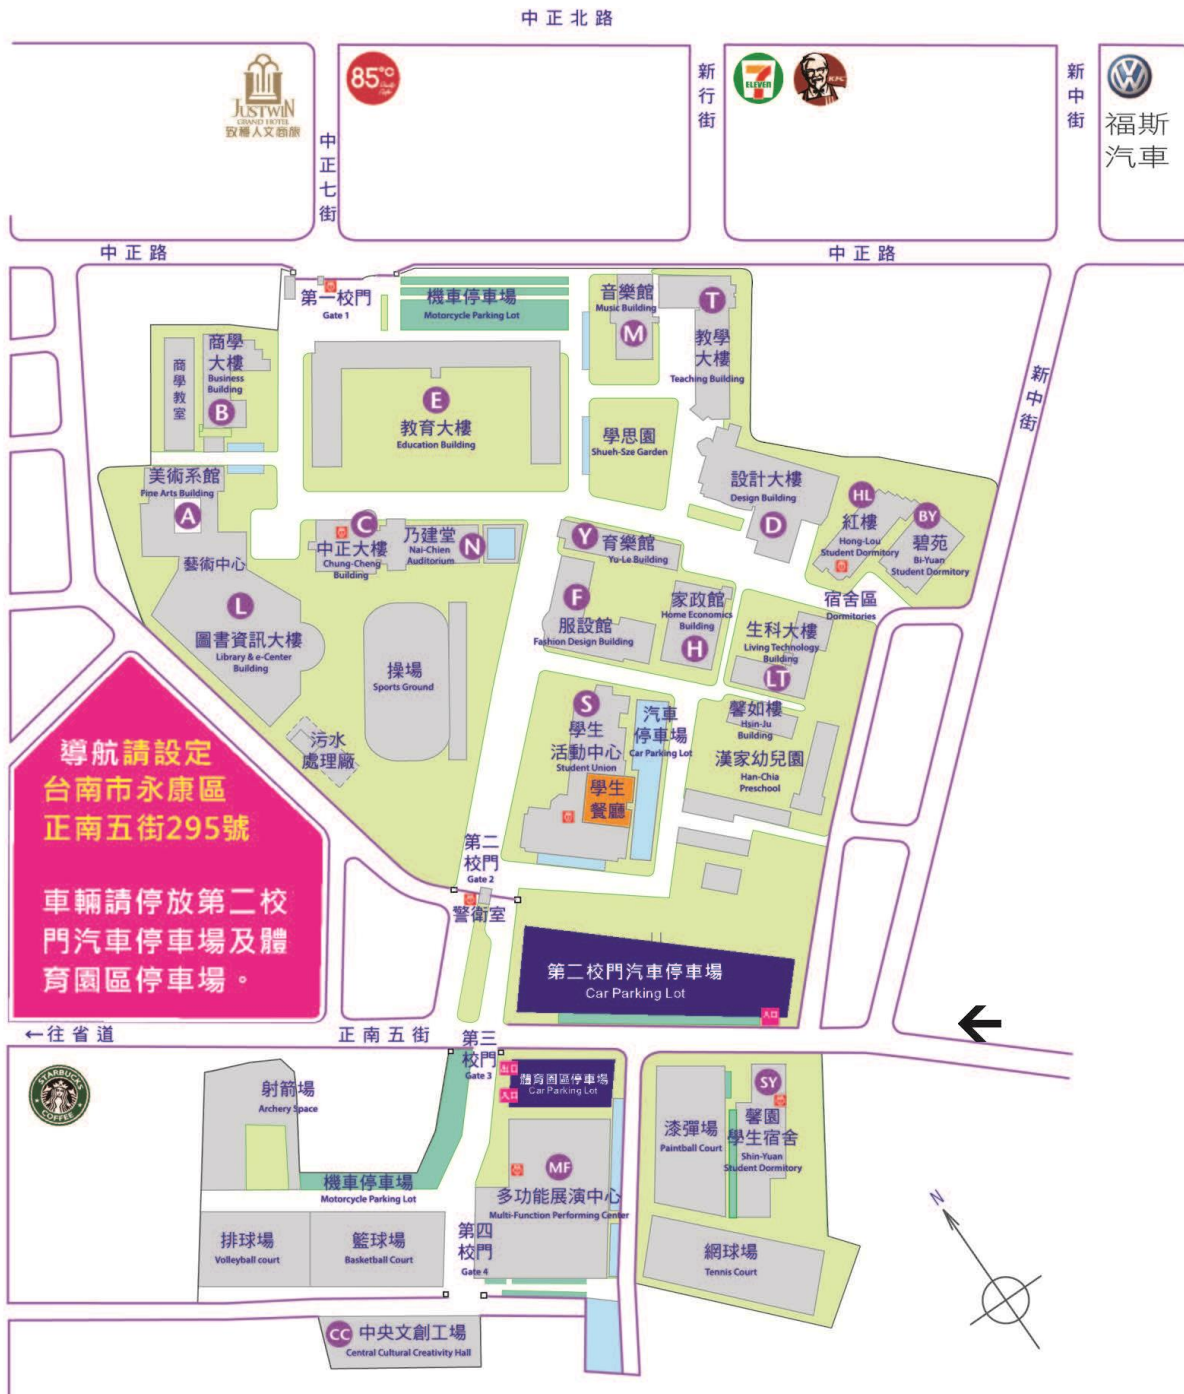 中正北路
JUSTWIN
GRAND HOTEL
致穩人文商旅
85°C
中正七街
新行街
7
ELEVEN
KFC
新中街
福斯
汽車
中正路
中正路
第一校門
Gate 1
機車停車場
Motorcycle Parking Lot
音樂館
Music Building
M
T
教學
大樓
Teaching Building
新中街
商學教室
商學
大樓
Business
Building
B
E
教育大樓
Education Building
學思園
Shueh-Sze Garden
設計大樓
Design Building
D
HL
紅樓
Hong-Lou
Student Dormitory
BY
碧苑
Bi-Yuan
Student Dormitory
宿舍區
Dormitories
美術系館
Fine Arts Building
A
藝術中心
C
中正大樓
Chung-Cheng
Building
乃建堂
Nai-Chien
Auditorium
N
Y
育樂館
Yu-Le Building
F
服設館
Fashion Design Building
家政館
Home Economics
Building
H
生科大樓
Living Technology
Building
LT
L
圖書資訊大樓
Library & e-Center
Building
操場
Sports Ground
污水
處理廠
S
學生
活動中心
Student Union
學生
餐廳
汽車
停車場
Car Parking Lot
馨如樓
Hsin-Ju
Building
漢家幼兒園
Han-Chia
Preschool
導航請設定
台南市永康區
正南五街295號
車輛請停放第二校
門汽車停車場及體
育園區停車場。
第二
校門
Gate 2
警衛室
第二校門汽車停車場
Car Parking Lot
入口
←往省道
正南五街
第三
校門
Gate 3
出口
入口
體育園區停車場
Car Parking Lot
STARBUCKS
COFFEE
射箭場
Archery Space
機車停車場
Motorcycle Parking Lot
MF
多功能展演中心
Multi-Function Performing Center
漆彈場
Paintball Court
SY
馨園
學生宿舍
Shin-Yuan
Student Dormitory
排球場
Volleyball court
籃球場
Basketball Court
第四
校門
Gate 4
網球場
Tennis Court
N
CC
中央文創工場
Central Cultural Creativity Hall